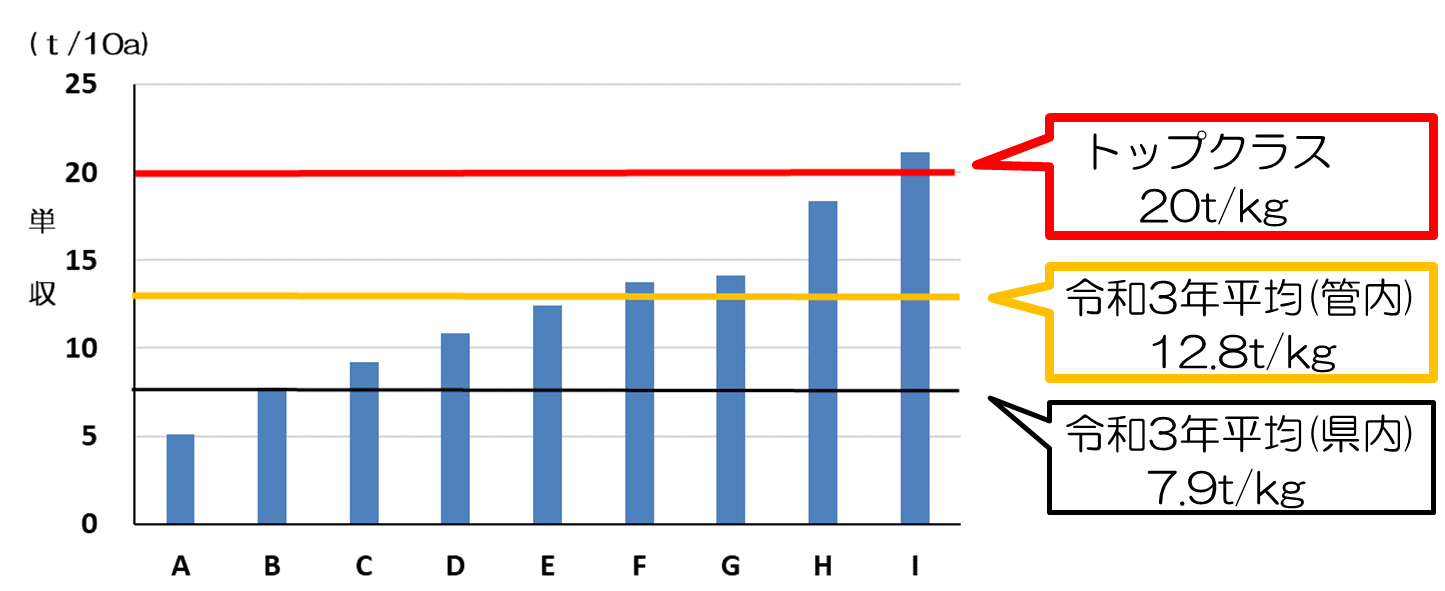 (ｔ/10a)
25
20
15
10
5
0
単
収
A B C D E F G H I
トップクラス
20t/kg
令和3年平均(管内)
12.8t/kg
令和3年平均(県内)
7.9t/kg